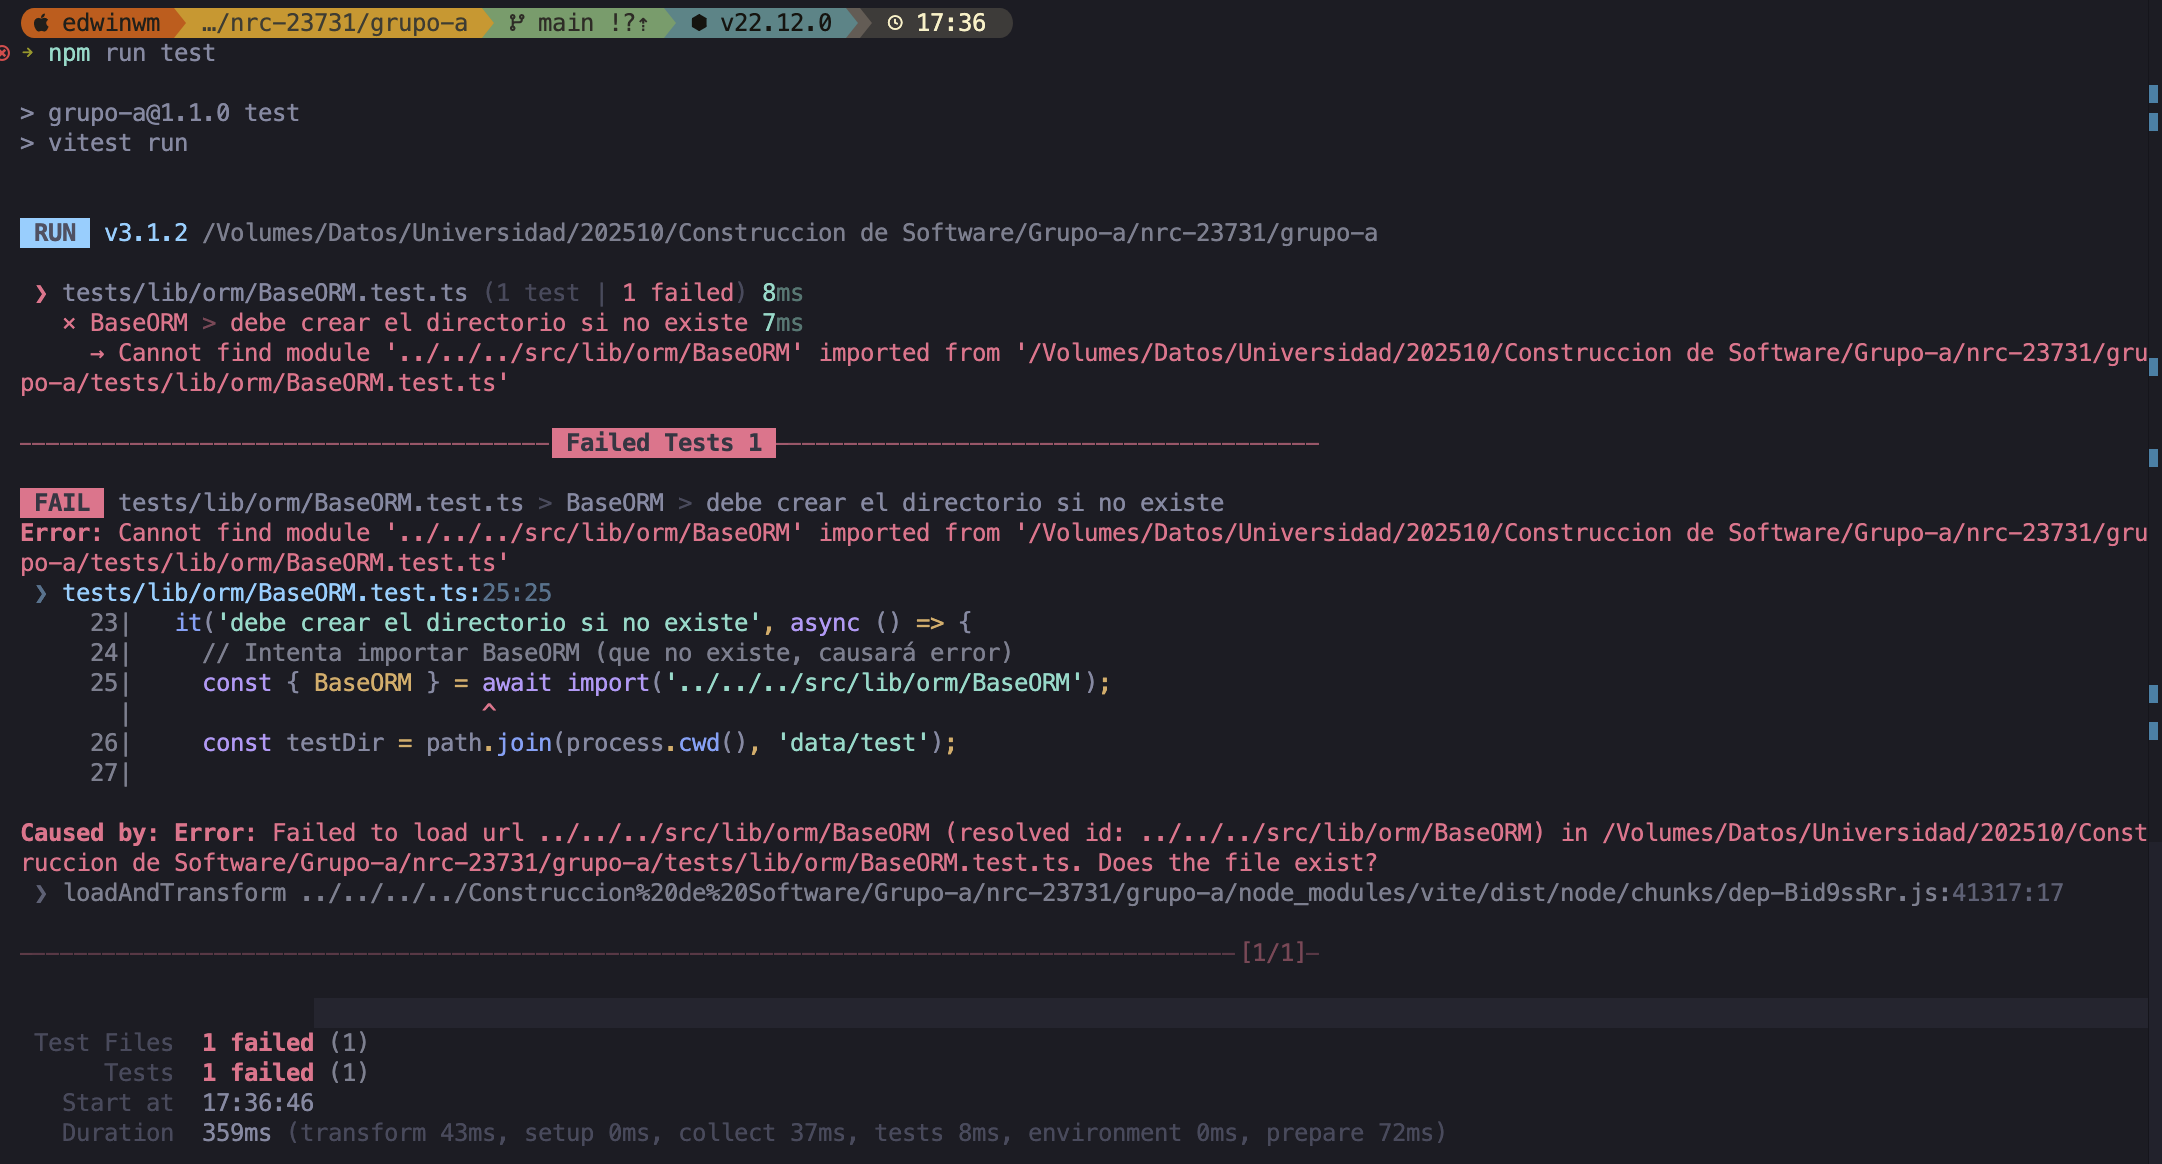 edwinwm …/nrc-23731/grupo-a main !?⇡ v22.12.0 17:36
→ npm run test
> grupo-a@1.1.0 test
> vitest run
RUN v3.1.2 /Volumes/Datos/Universidad/202510/Construccion de Software/Grupo-a/nrc-23731/grupo-a
❯ tests/lib/orm/BaseORM.test.ts (1 test | 1 failed) 8ms
× BaseORM > debe crear el directorio si no existe 7ms
→ Cannot find module '../../../src/lib/orm/BaseORM' imported from '/Volumes/Datos/Universidad/202510/Construccion de Software/Grupo-a/nrc-23731/gru
po-a/tests/lib/orm/BaseORM.test.ts'
Failed Tests 1
FAIL tests/lib/orm/BaseORM.test.ts > BaseORM > debe crear el directorio si no existe
Error: Cannot find module '../../../src/lib/orm/BaseORM' imported from '/Volumes/Datos/Universidad/202510/Construccion de Software/Grupo-a/nrc-23731/gru
po-a/tests/lib/orm/BaseORM.test.ts'
❯ tests/lib/orm/BaseORM.test.ts:25:25
23| it('debe crear el directorio si no existe', async () => {
24| // Intenta importar BaseORM (que no existe, causará error)
25| const { BaseORM } = await import('../../../src/lib/orm/BaseORM');
| ^
26| const testDir = path.join(process.cwd(), 'data/test');
27|
Caused by: Error: Failed to load url ../../../src/lib/orm/BaseORM (resolved id: ../../../src/lib/orm/BaseORM) in /Volumes/Datos/Universidad/202510/Const
ruccion de Software/Grupo-a/nrc-23731/grupo-a/tests/lib/orm/BaseORM.test.ts. Does the file exist?
❯ loadAndTransform ../../../../Construccion%20de%20Software/Grupo-a/nrc-23731/grupo-a/node_modules/vite/dist/node/chunks/dep-Bid9ssRr.js:41317:17
[1/1]
Test Files 1 failed (1)
Tests 1 failed (1)
Start at 17:36:46
Duration 359ms (transform 43ms, setup 0ms, collect 37ms, tests 8ms, environment 0ms, prepare 72ms)